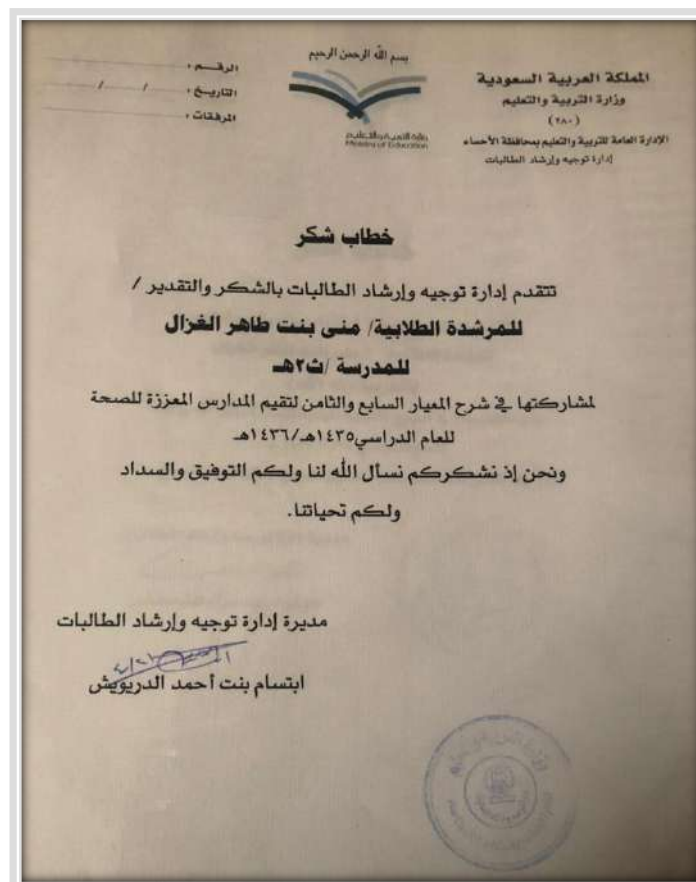 بسم الله الرحمن الرحيم
المملكة العربية السعودية
وزارة التربية والتعليم
(٢٨٠)
الإدارة العامة للتربية والتعليم بمحافظة الأحساء
إدارة توجيه وإرشاد الطالبات
وزارة التربية والتعليم
Ministry of Education
الرقــم :
التاريخ : / /
المرفقات :
خطاب شكر
تتقدم إدارة توجيه وإرشاد الطالبات بالشكر والتقدير /
للمرشدة الطلابية/ منى بنت طاهر الغزال
للمدرسة /ث٢هـ
لمشاركتها في شرح المعيار السابع والثامن لتقيم المدارس المعززة للصحة
للعام الدراسي١٤٣٥هـ/١٤٣٦هـ
ونحن إذ نشكركم نسأل الله لنا ولكم التوفيق والسداد
ولكم تحياتنا.
مديرة إدارة توجيه وإرشاد الطالبات
ابتسام بنت أحمد الدريويش